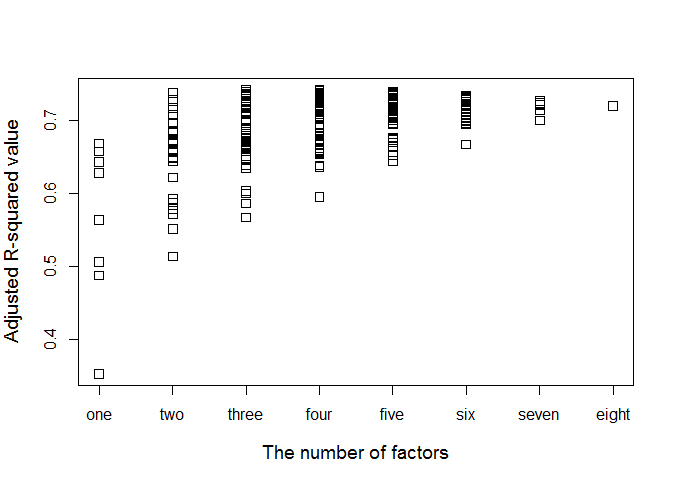 Adjusted R-squared value
0.7
0.6
0.5
0.4
one two three four five six seven eight
The number of factors